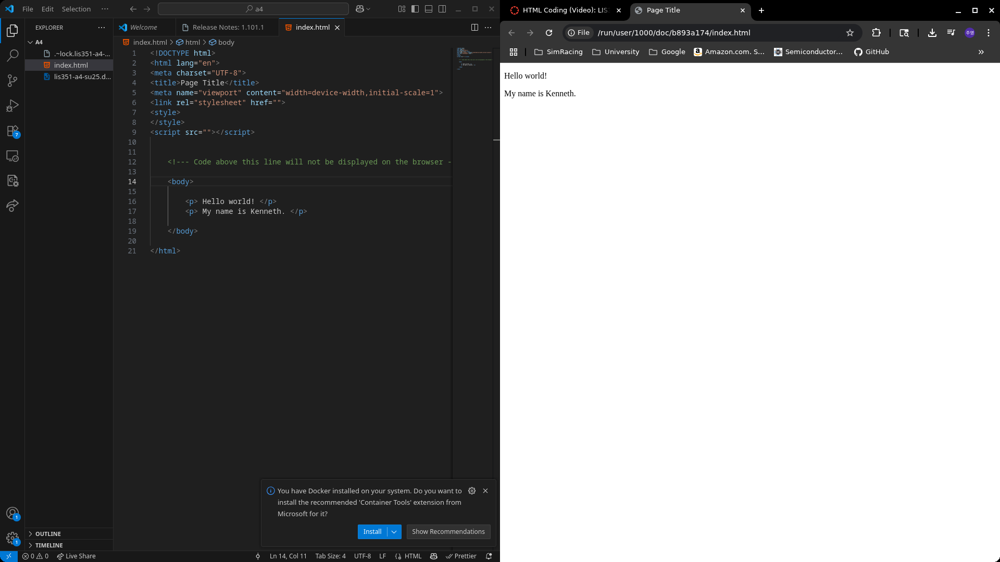 File Edit Selection ··· a4
EXPLORER ···
A4
.~lock.lis351-a4-...
index.html
lis351-a4-su25.d...
OUTLINE
TIMELINE
7
1
1
Welcome Release Notes: 1.101.1 index.html
index.html > html > body
1 <!DOCTYPE html>
2 <html lang="en">
3 <meta charset="UTF-8">
4 <title>Page Title</title>
5 <meta name="viewport" content="width=device-width,initial-scale=1">
6 <link rel="stylesheet" href="">
7 <style>
8 </style>
9 <script src=""></script>
10
11
12 <!--- Code above this line will not be displayed on the browser -
13
14 <body>
15
16 <p> Hello world! </p>
17 <p> My name is Kenneth. </p>
18
19 </body>
20
21 </html>
You have Docker installed on your system. Do you want to
install the recommended 'Container Tools' extension from
Microsoft for it?
Install Show Recommendations
0 0 Live Share Ln 14, Col 11 Tab Size: 4 UTF-8 LF HTML Prettier
HTML Coding (Video): LIS3 Page Title
File /run/user/1000/doc/b893a174/index.html 주영
SimRacing University Google Amazon.com. S... Semiconductor... GitHub »
Hello world!
My name is Kenneth.